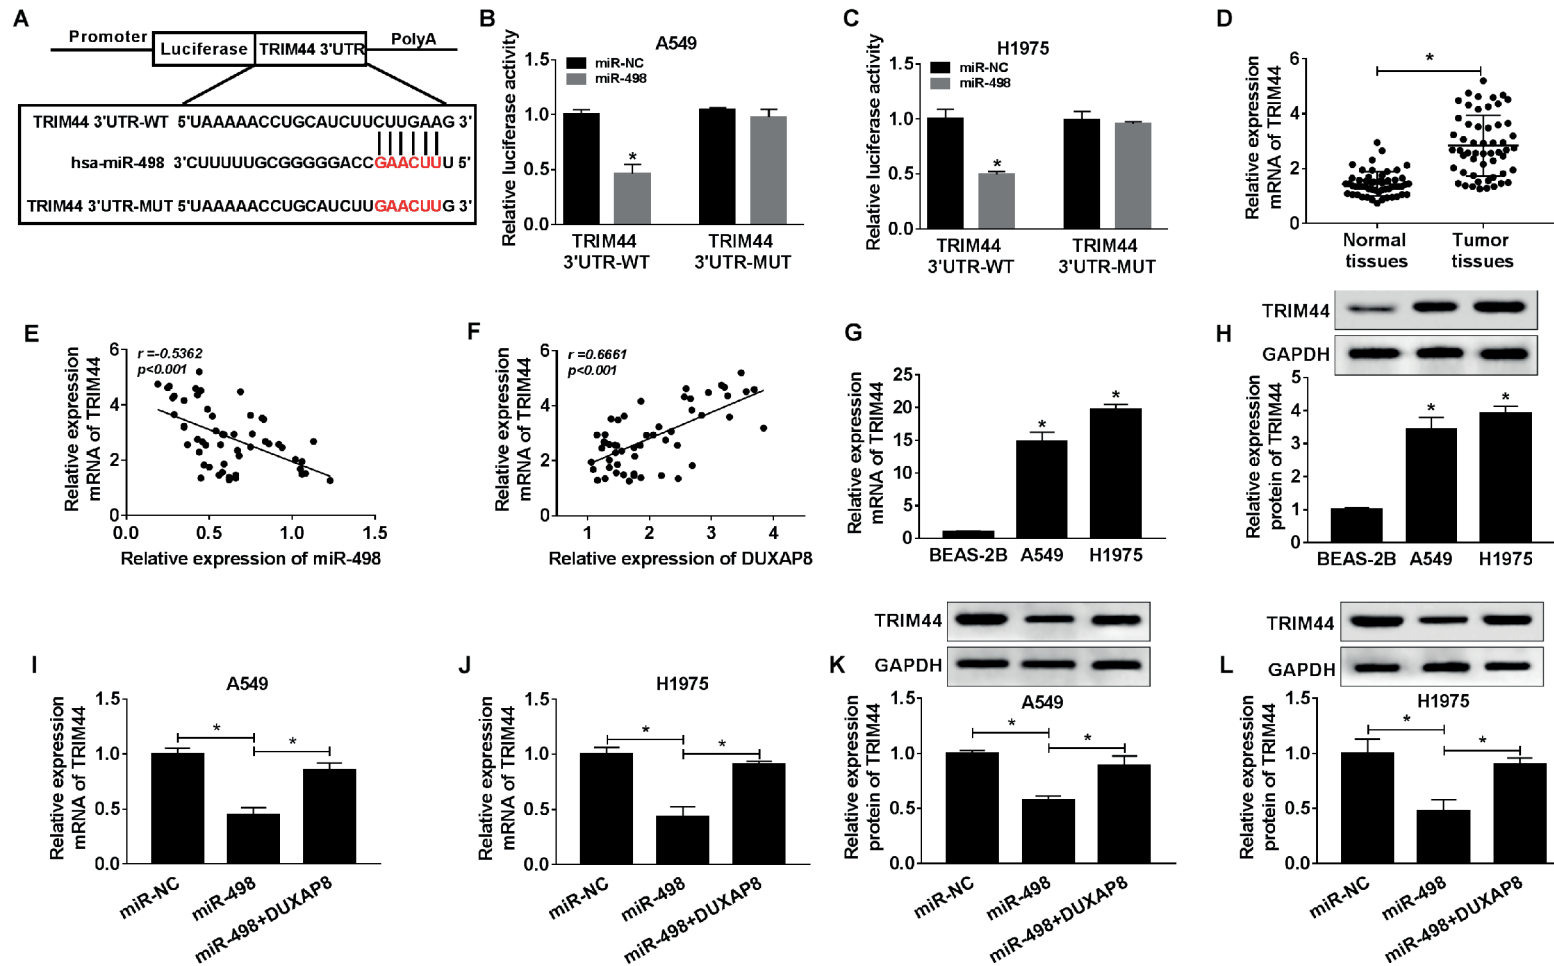 A
Promoter
Luciferase
TRIM44 3'UTR
PolyA
TRIM44 3'UTR-WT 5'UAAAAACCUGCAUCUUCUUGAAG 3'
hsa-miR-498 3'CUUUUUGCGGGGGACCGAACUUU 5'
TRIM44 3'UTR-MUT 5'UAAAAACCUGCAUCUUGAACUUG 3'
B
A549
miR-NC
miR-498
Relative luciferase activity
1.5
1.0
0.5
0.0
*
TRIM44
3'UTR-WT
TRIM44
3'UTR-MUT
C
H1975
miR-NC
miR-498
Relative luciferase activity
1.5
1.0
0.5
0.0
*
TRIM44
3'UTR-WT
TRIM44
3'UTR-MUT
D
Relative expression
mRNA of TRIM44
6
4
2
0
*
Normal
tissues
Tumor
tissues
E
r =-0.5362
p<0.001
Relative expression
mRNA of TRIM44
6
4
2
0
0.0
0.5
1.0
1.5
Relative expression of miR-498
F
r =0.6661
p<0.001
Relative expression
mRNA of TRIM44
6
4
2
0
1
2
3
4
Relative expression of DUXAP8
G
Relative expression
mRNA of TRIM44
25
20
15
10
5
0
*
*
BEAS-2B
A549
H1975
H
TRIM44
GAPDH
Relative expression
protein of TRIM44
5
4
3
2
1
0
*
*
BEAS-2B
A549
H1975
I
A549
Relative expression
mRNA of TRIM44
1.5
1.0
0.5
0.0
*
*
miR-NC
miR-498
miR-498+DUXAP8
J
H1975
Relative expression
mRNA of TRIM44
1.5
1.0
0.5
0.0
*
*
miR-NC
miR-498
miR-498+DUXAP8
K
TRIM44
GAPDH
A549
Relative expression
protein of TRIM44
1.5
1.0
0.5
0.0
*
*
miR-NC
miR-498
miR-498+DUXAP8
L
TRIM44
GAPDH
H1975
Relative expression
protein of TRIM44
1.5
1.0
0.5
0.0
*
*
miR-NC
miR-498
miR-498+DUXAP8